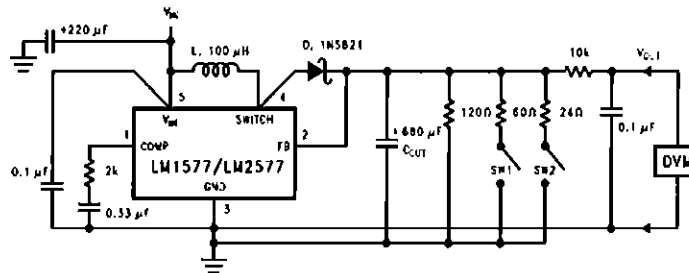 VIN
+220 µF
L, 100 µH
D, 1N5821
10k
VOUT
5
4
VIN
SWITCH
1
COMP
FB
2
120Ω
60Ω
24Ω
+680 µF
COUT
0.1 µF
0.1 µF
2k
LM1577/LM2577
GND
SW1
SW2
DVM
0.33 µF
3